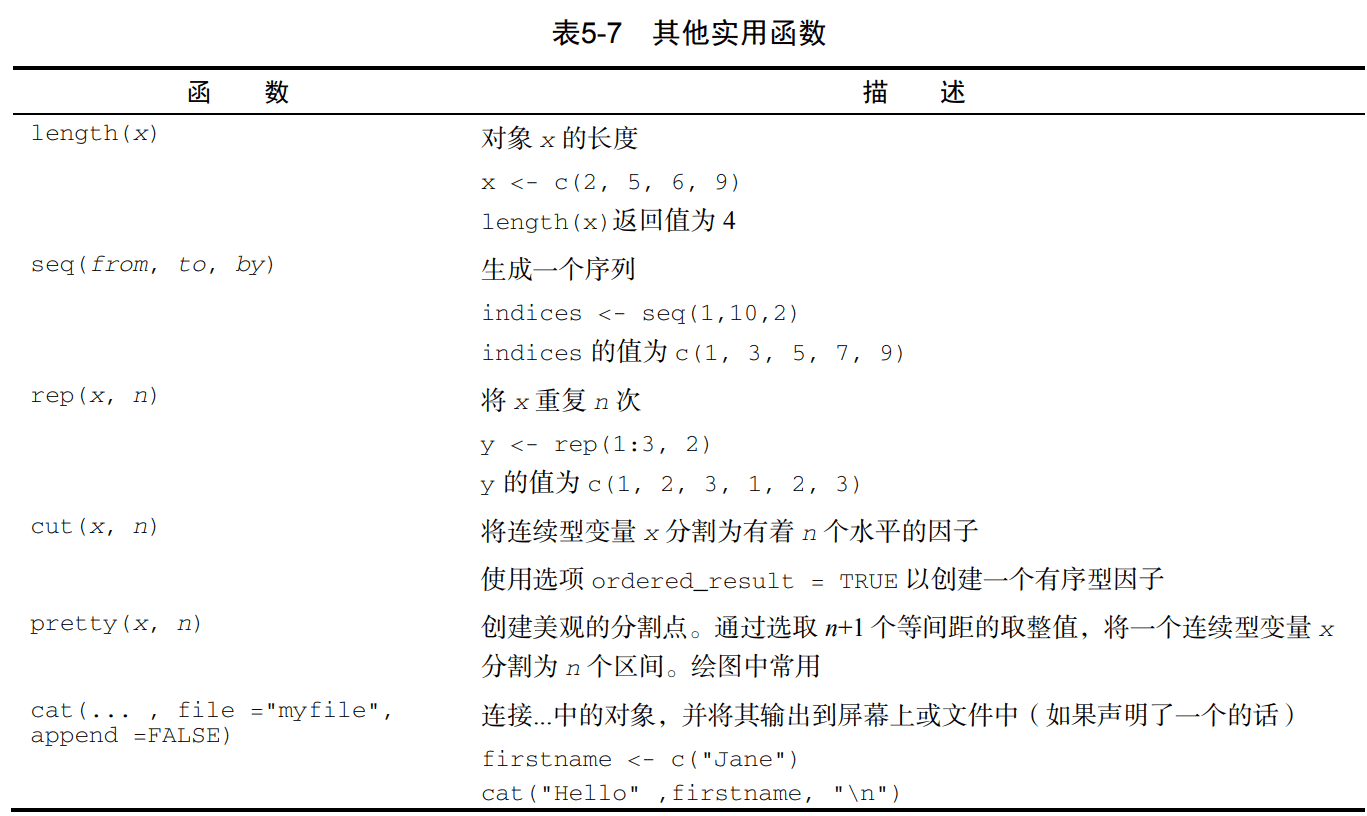 表5-7 其他实用函数
函 数 描 述
length(x) 对象 x 的长度
x <- c(2, 5, 6, 9)
length(x)返回值为 4
seq(from, to, by) 生成一个序列
indices <- seq(1,10,2)
indices 的值为 c(1, 3, 5, 7, 9)
rep(x, n) 将 x 重复 n 次
y <- rep(1:3, 2)
y 的值为 c(1, 2, 3, 1, 2, 3)
cut(x, n) 将连续型变量 x 分割为有着 n 个水平的因子
使用选项 ordered_result = TRUE 以创建一个有序型因子
pretty(x, n) 创建美观的分割点。通过选取 n+1 个等间距的取整值，将一个连续型变量 x
分割为 n 个区间。绘图中常用
cat(... , file ="myfile", 连接...中的对象，并将其输出到屏幕上或文件中（如果声明了一个的话）
append =FALSE)
firstname <- c("Jane")
cat("Hello" ,firstname, "\n")